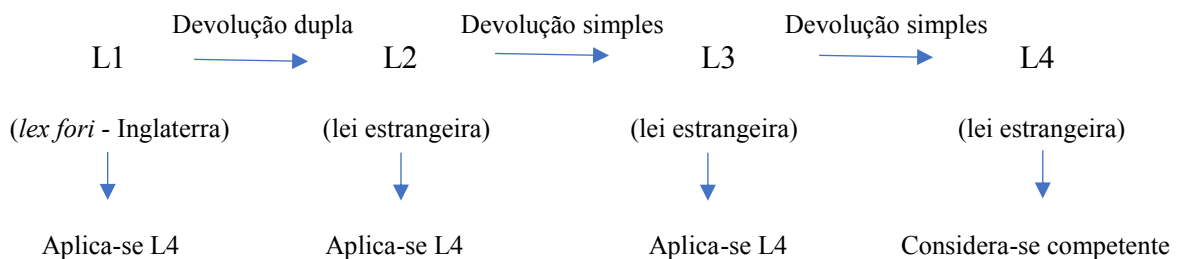 Devolução dupla Devolução simples Devolução simples
L1 L2 L3 L4
(lex fori - Inglaterra) (lei estrangeira) (lei estrangeira) (lei estrangeira)
Aplica-se L4 Aplica-se L4 Aplica-se L4 Considera-se competente